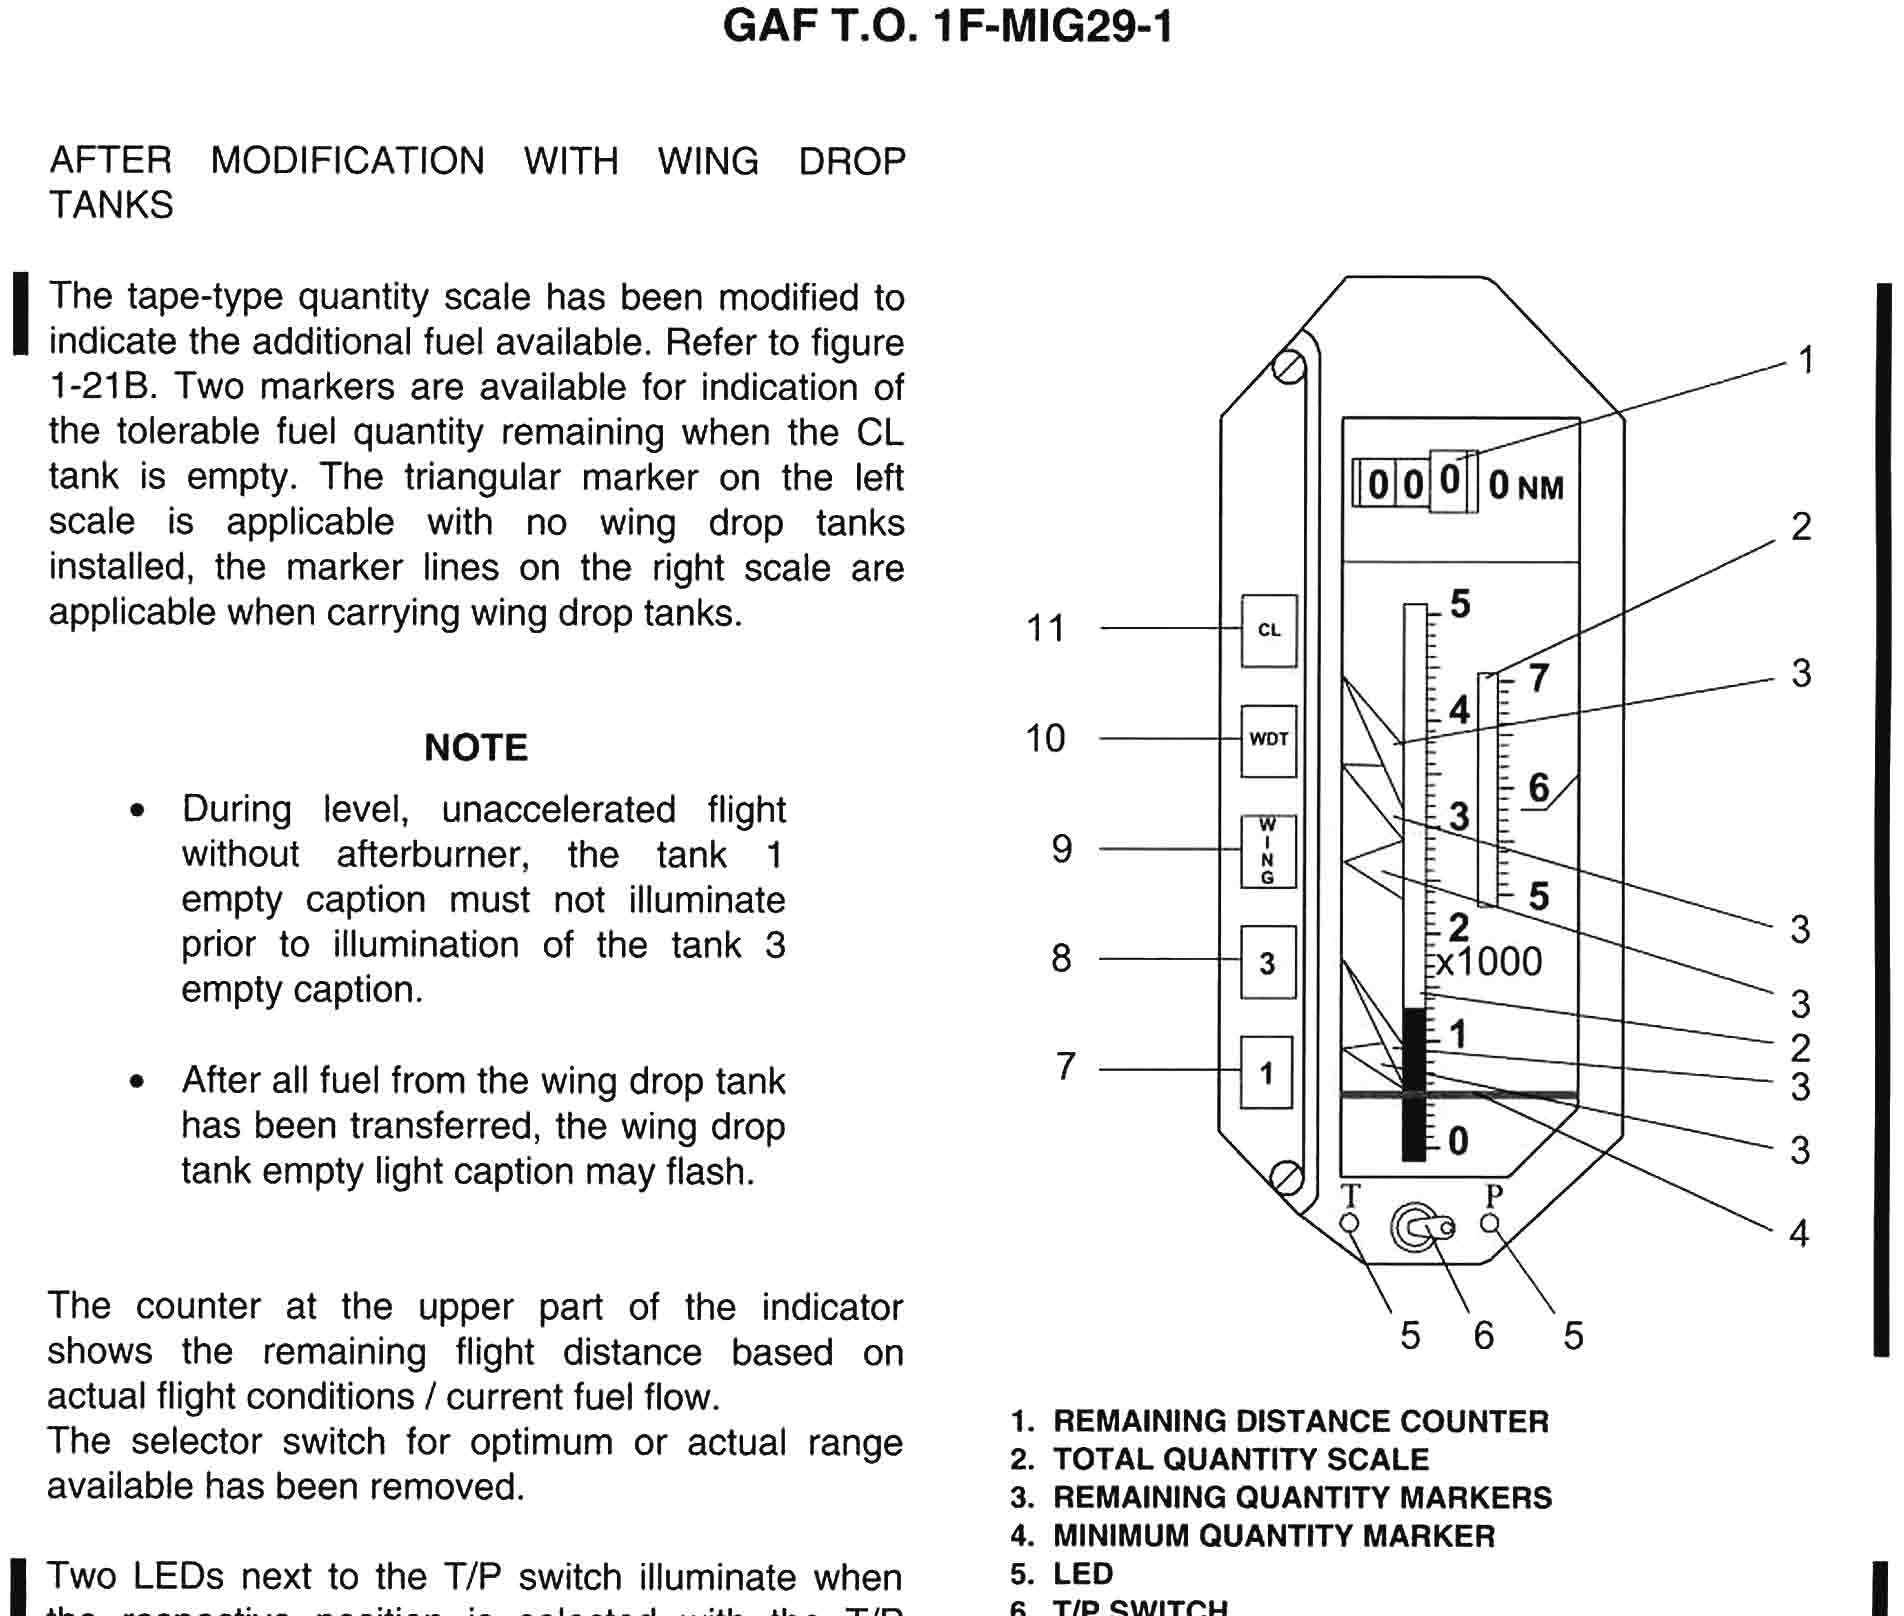 GAF T.O. 1F-MIG29-1
AFTER MODIFICATION WITH WING DROP
TANKS
The tape-type quantity scale has been modified to
indicate the additional fuel available. Refer to figure
1-21B. Two markers are available for indication of
the tolerable fuel quantity remaining when the CL
tank is empty. The triangular marker on the left
scale is applicable with no wing drop tanks
installed, the marker lines on the right scale are
applicable when carrying wing drop tanks.
NOTE
• During level, unaccelerated flight
without afterburner, the tank 1
empty caption must not illuminate
prior to illumination of the tank 3
empty caption.
• After all fuel from the wing drop tank
has been transferred, the wing drop
tank empty light caption may flash.
The counter at the upper part of the indicator
shows the remaining flight distance based on
actual flight conditions / current fuel flow.
The selector switch for optimum or actual range
available has been removed.
Two LEDs next to the T/P switch illuminate when
the respective position is selected with the T/P
1
000 0 NM
2
3
5
4
3
2
x1000
1
0
7
6
5
11
CL
10
WDT
9
WING
8
3
7
1
3
3
2
3
3
4
T
P
5
6
5
1. REMAINING DISTANCE COUNTER
2. TOTAL QUANTITY SCALE
3. REMAINING QUANTITY MARKERS
4. MINIMUM QUANTITY MARKER
5. LED
6. T/P SWITCH